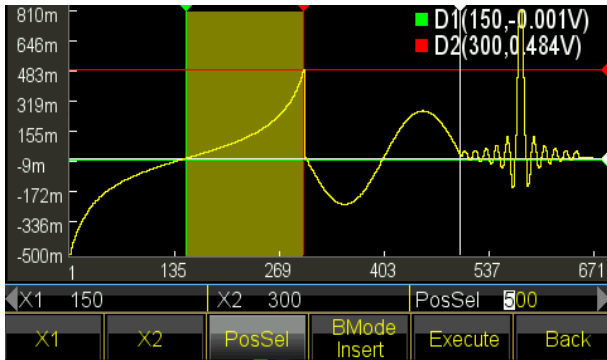 810m
D1(150,-0.001V)
646m
D2(300,0.484V)
483m
319m
155m
-9m
-172m
-336m
-500m
1 135 269 403 537 671
X1 150 X2 300 PosSel 500
X1 X2 PosSel BMode Insert Execute Back